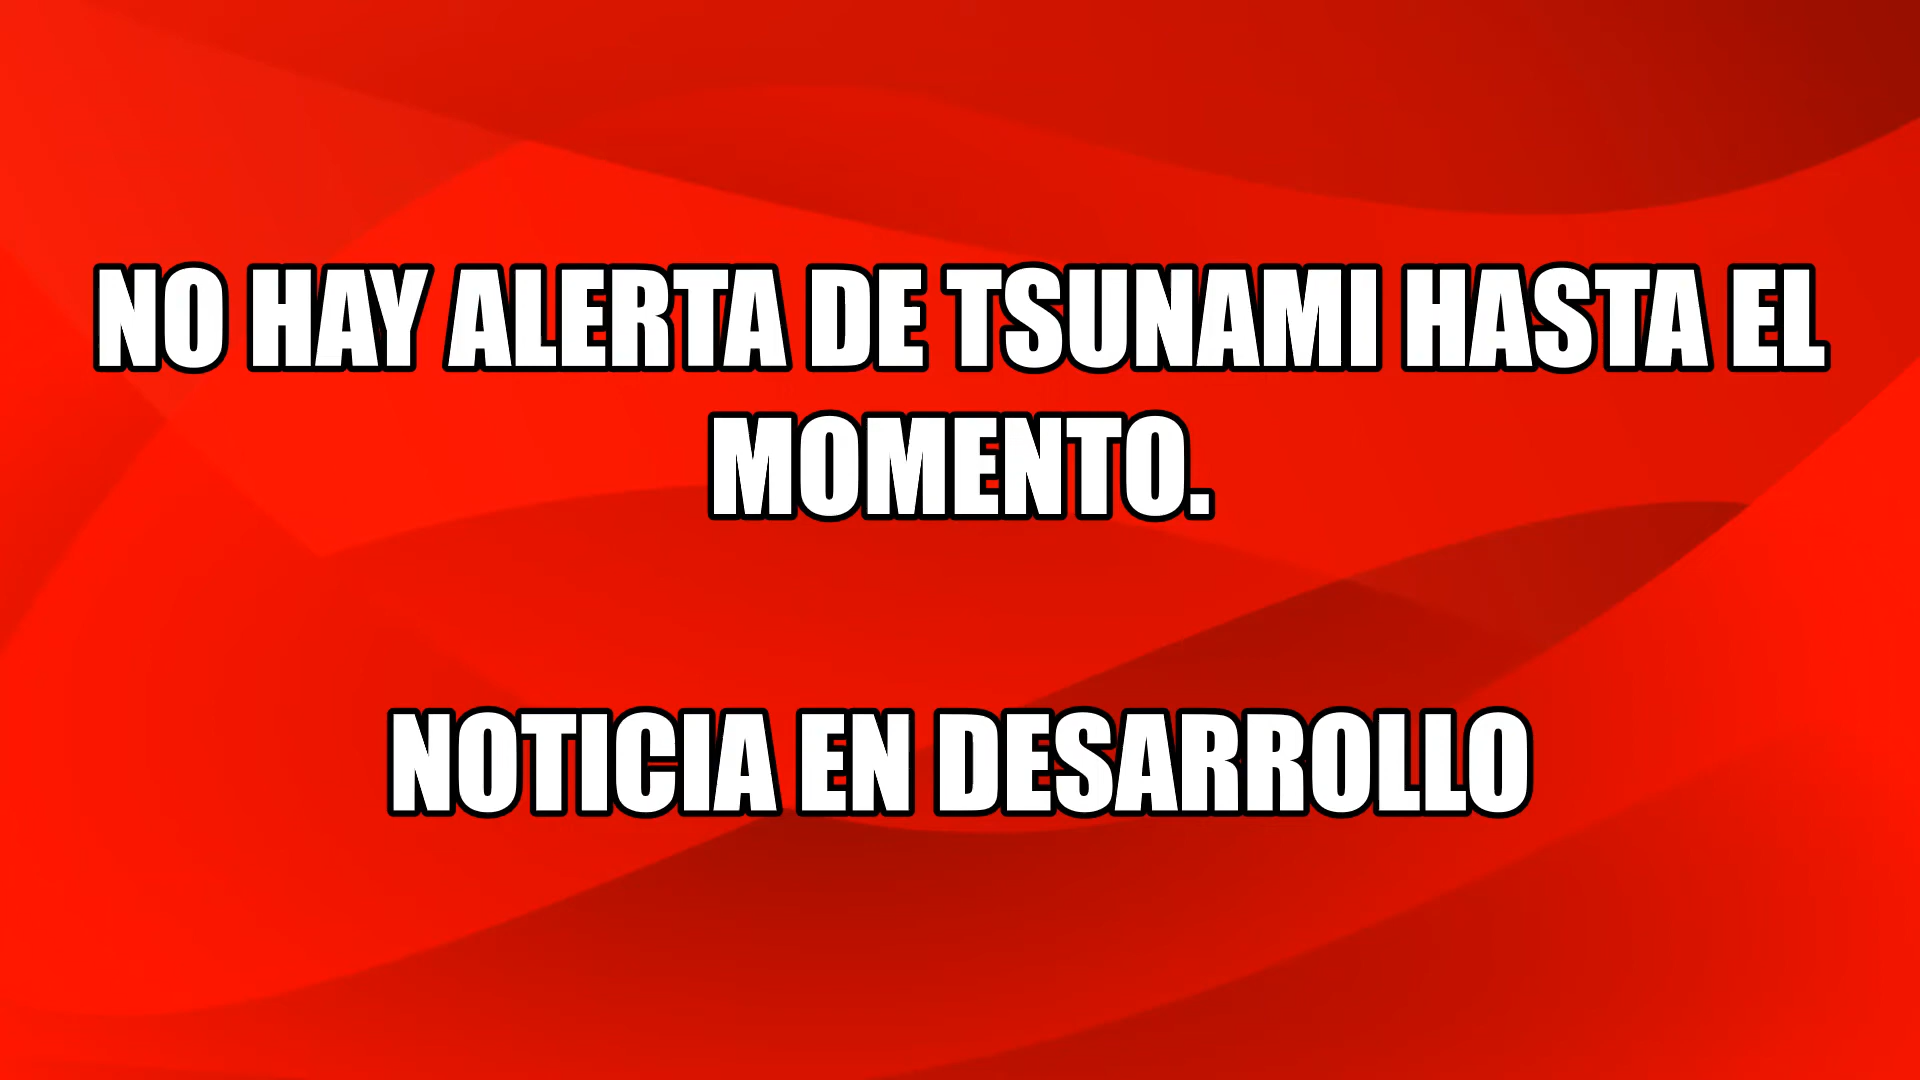 NO HAY ALERTA DE TSUNAMI HASTA EL
MOMENTO.
NOTICIA EN DESARROLLO